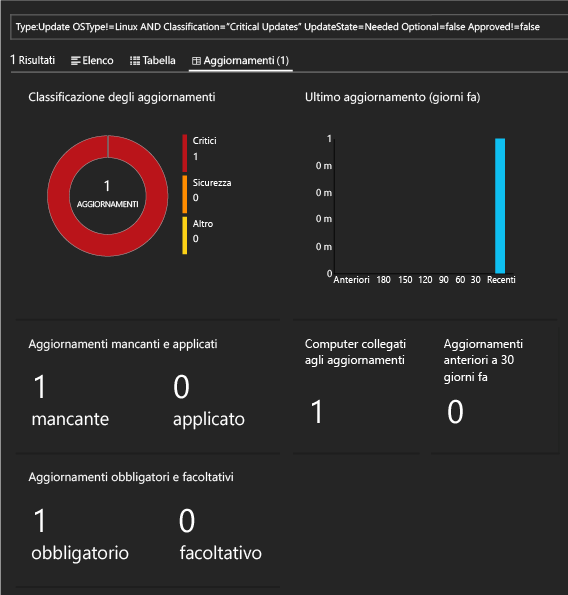 Type:Update OSType!=Linux AND Classification="Critical Updates" UpdateState=Needed Optional=false Approved!=false
1 Risultati
Elenco
Tabella
Aggiornamenti (1)
Classificazione degli aggiornamenti
1
AGGIORNAMENTI
Critici
1
Sicurezza
0
Altro
0
Ultimo aggiornamento (giorni fa)
1
0 m
0 m
0 m
0 m
0
Anteriori 180 150 120 90 60 30 Recenti
Aggiornamenti mancanti e applicati
1
mancante
0
applicato
Computer collegati
agli aggiornamenti
1
Aggiornamenti
anteriori a 30
giorni fa
0
Aggiornamenti obbligatori e facoltativi
1
obbligatorio
0
facoltativo